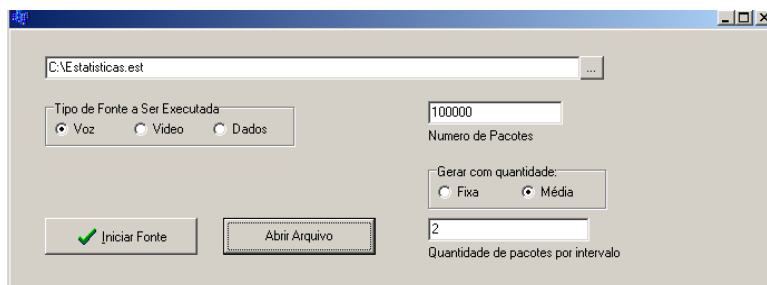 C:\Estatisticas.est
...
Tipo de Fonte a Ser Executada
Voz Video Dados
100000
Numero de Pacotes
Gerar com quantidade:
Fixa Média
Iniciar Fonte Abrir Arquivo
2
Quantidade de pacotes por intervalo